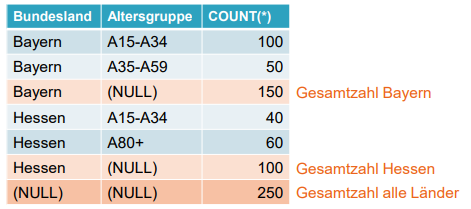 Bundesland Altersgruppe COUNT(*)
Bayern A15-A34 100
Bayern A35-A59 50
Bayern (NULL) 150 Gesamtzahl Bayern
Hessen A15-A34 40
Hessen A80+ 60
Hessen (NULL) 100 Gesamtzahl Hessen
(NULL) (NULL) 250 Gesamtzahl alle Länder